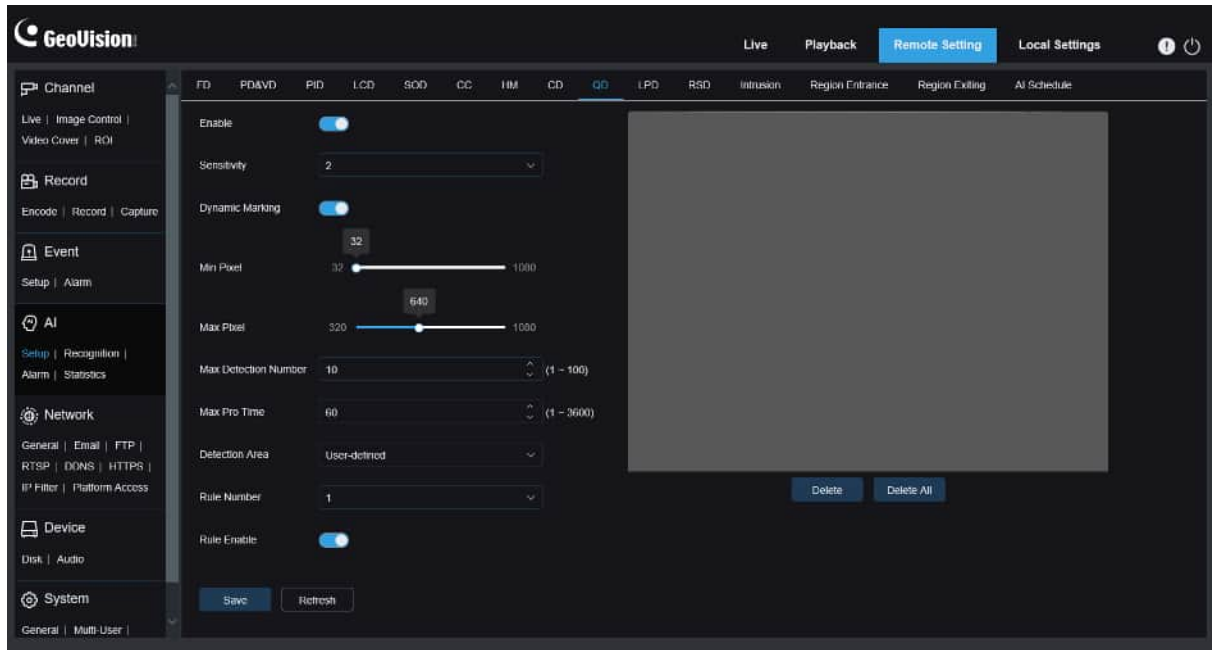 GeoVision
Live Playback Remote Setting Local Settings
Channel
Live | Image Control |
Video Cover | ROI
Record
Encode | Record | Capture
Event
Setup | Alarm
AI
Setup | Recognition |
Alarm | Statistics
Network
General | Email | FTP |
RTSP | DDNS | HTTPS |
IP Filter | Platform Access
Device
Disk | Audio
System
General | Multi-User |
FD PD&VD PID LCD SOD CC HM CD QD LPD RSD Intrusion Region Entrance Region Exiting AI Schedule
Enable
Sensitivity 2
Dynamic Marking
32
Min Pixel 32 1080
640
Max Pixel 320 1080
Max Detection Number 10 (1 ~ 100)
Max Pro Time 60 (1 ~ 3600)
Detection Area User-defined
Rule Number 1
Rule Enable
Save Refresh
Delete Delete All